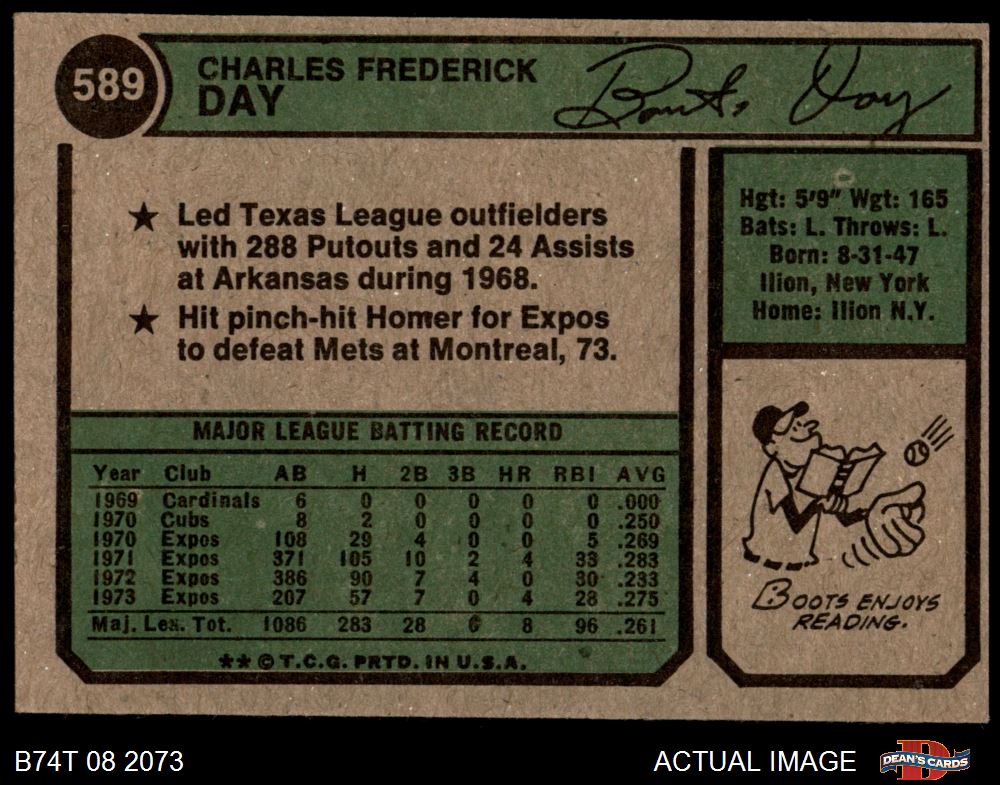 589
CHARLES FREDERICK
DAY
Boots Day
★ Led Texas League outfielders
with 288 Putouts and 24 Assists
at Arkansas during 1968.
★ Hit pinch-hit Homer for Expos
to defeat Mets at Montreal, 73.
Hgt: 5'9" Wgt: 165
Bats: L. Throws: L.
Born: 8-31-47
Ilion, New York
Home: Ilion N.Y.
MAJOR LEAGUE BATTING RECORD
Year Club AB H 2B 3B HR RBI AVG
1969 Cardinals 6 0 0 0 0 0 .000
1970 Cubs 8 2 0 0 0 0 .250
1970 Expos 108 29 4 0 0 5 .269
1971 Expos 371 105 10 2 4 33 .283
1972 Expos 386 90 7 4 0 30 .233
1973 Expos 207 57 7 0 4 28 .275
Maj. Lea. Tot. 1086 283 28 6 8 96 .261
** © T.C.G. PRTD. IN U.S.A.
BOOTS ENJOYS
READING.
B74T 08 2073
ACTUAL IMAGE
D
DEAN'S CARDS